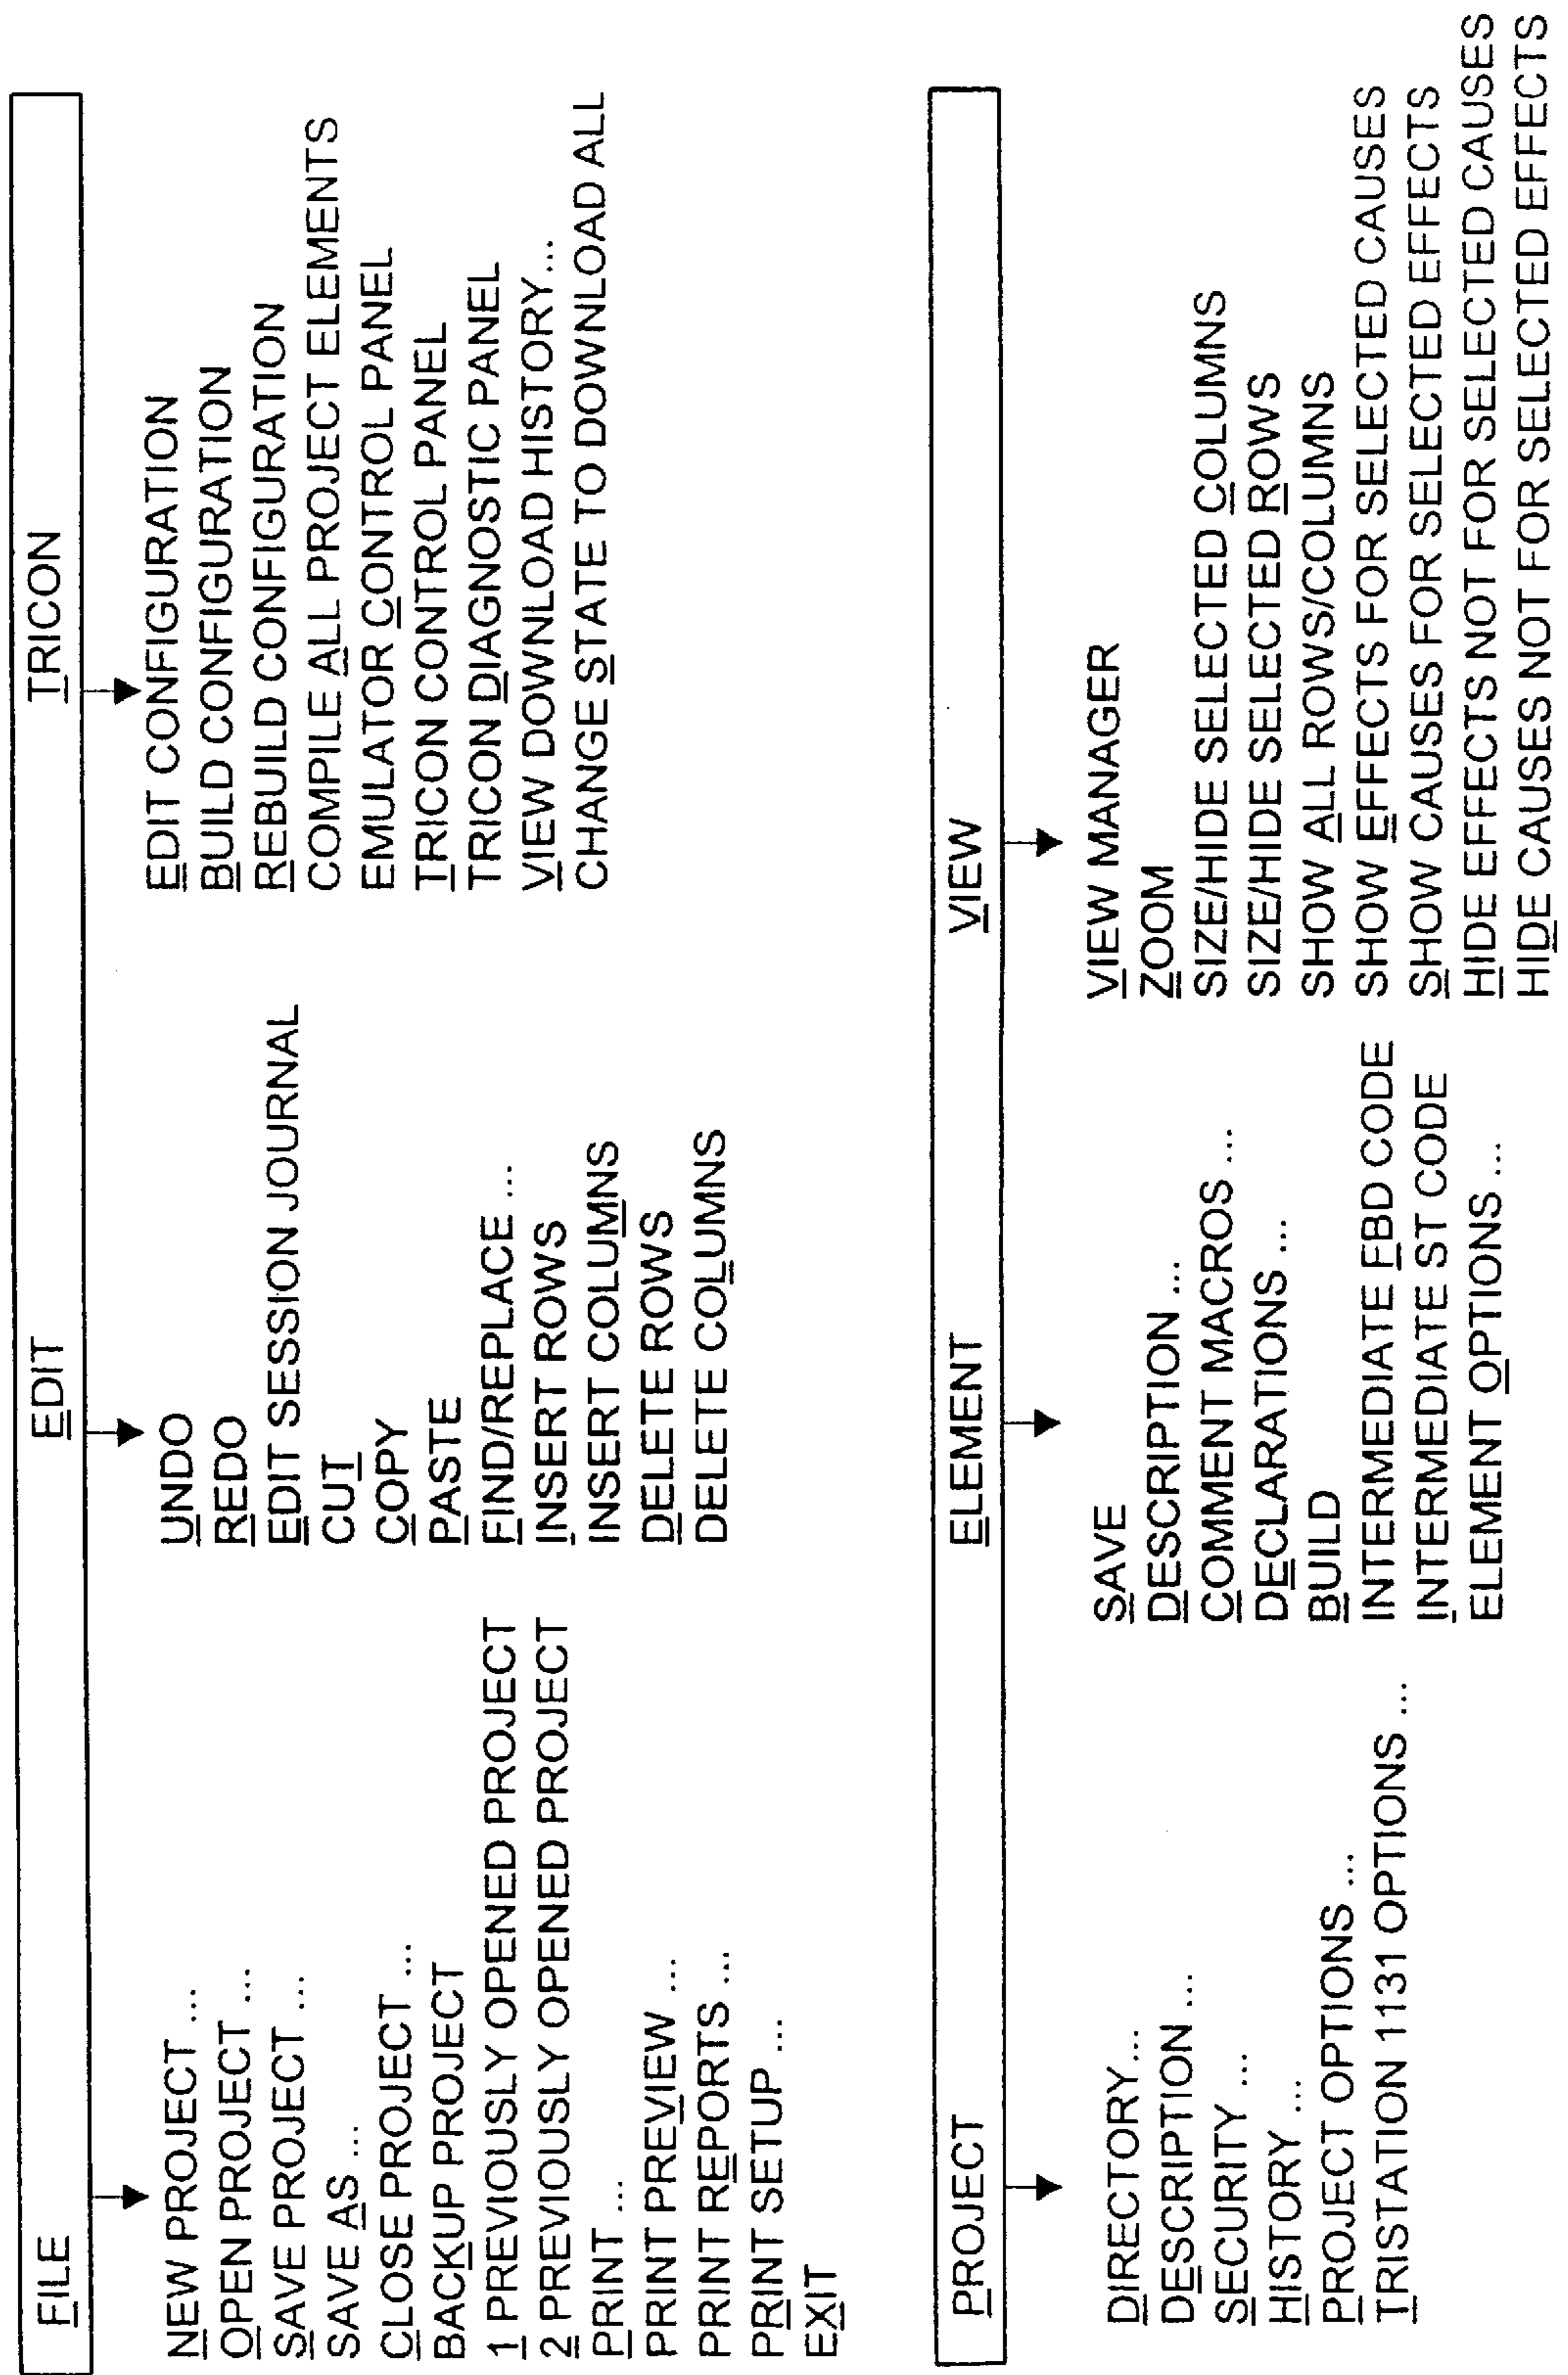 FILE EDIT TRICON
NEW PROJECT ...
OPEN PROJECT ...
SAVE PROJECT ...
SAVE AS ...
CLOSE PROJECT ...
BACKUP PROJECT
1 PREVIOUSLY OPENED PROJECT
2 PREVIOUSLY OPENED PROJECT
PRINT ...
PRINT PREVIEW ...
PRINT REPORTS ...
PRINT SETUP ...
EXIT
UNDO
REDO
EDIT SESSION JOURNAL
CUT
COPY
PASTE
FIND/REPLACE ...
INSERT ROWS
INSERT COLUMNS
DELETE ROWS
DELETE COLUMNS
EDIT CONFIGURATION
BUILD CONFIGURATION
REBUILD CONFIGURATION
COMPILE ALL PROJECT ELEMENTS
EMULATOR CONTROL PANEL
TRICON CONTROL PANEL
TRICON DIAGNOSTIC PANEL
VIEW DOWNLOAD HISTORY...
CHANGE STATE TO DOWNLOAD ALL
PROJECT ELEMENT VIEW
DIRECTORY...
DESCRIPTION ...
SECURITY ...
HISTORY ...
PROJECT OPTIONS ...
TRISTATION 1131 OPTIONS ...
SAVE
DESCRIPTION ...
COMMENT MACROS ...
DECLARATIONS ...
BUILD
INTERMEDIATE FBD CODE
INTERMEDIATE ST CODE
ELEMENT OPTIONS ...
VIEW MANAGER
ZOOM
SIZE/HIDE SELECTED COLUMNS
SIZE/HIDE SELECTED ROWS
SHOW ALL ROWS/COLUMNS
SHOW EFFECTS FOR SELECTED CAUSES
SHOW CAUSES FOR SELECTED EFFECTS
HIDE EFFECTS NOT FOR SELECTED CAUSES
HIDE CAUSES NOT FOR SELECTED EFFECTS